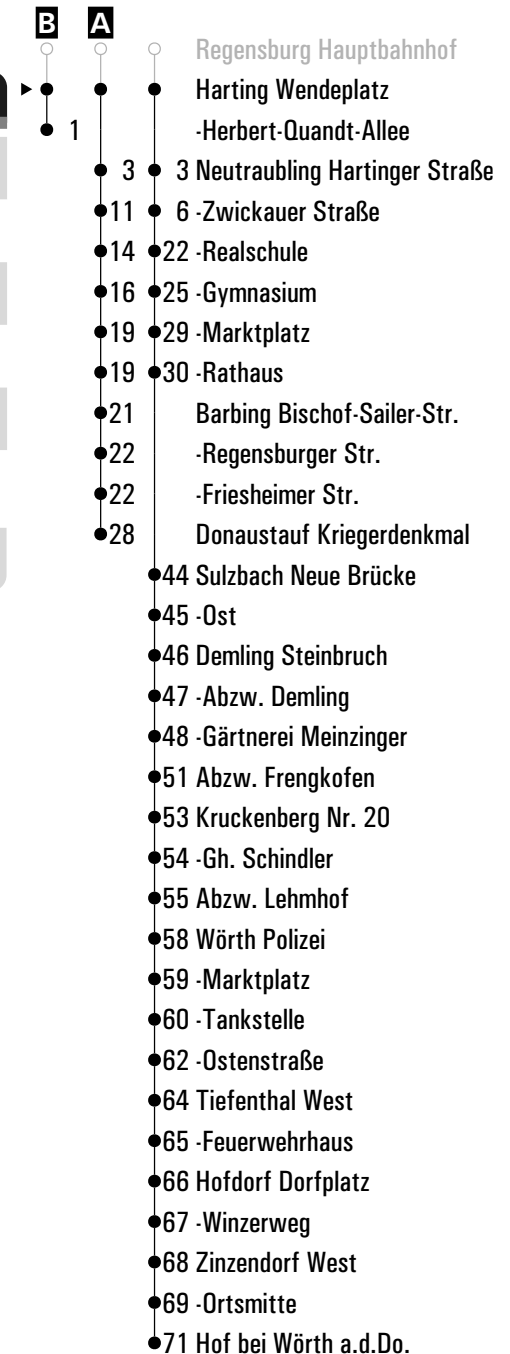 B A
Regensburg Hauptbahnhof
Harting Wendeplatz
1 -Herbert-Quandt-Allee
3 3 Neutraubling Hartinger Straße
11 6 -Zwickauer Straße
14 22 -Realschule
16 25 -Gymnasium
19 29 -Marktplatz
19 30 -Rathaus
21 Barbing Bischof-Sailer-Str.
22 -Regensburger Str.
22 -Friesheimer Str.
28 Donaustauf Kriegerdenkmal
44 Sulzbach Neue Brücke
45 -Ost
46 Demling Steinbruch
47 -Abzw. Demling
48 -Gärtnerei Meinzinger
51 Abzw. Frengkofen
53 Kruckenberg Nr. 20
54 -Gh. Schindler
55 Abzw. Lehmhof
58 Wörth Polizei
59 -Marktplatz
60 -Tankstelle
62 -Ostenstraße
64 Tiefenthal West
65 -Feuerwehrhaus
66 Hofdorf Dorfplatz
67 -Winzerweg
68 Zinzendorf West
69 -Ortsmitte
71 Hof bei Wörth a.d.Do.